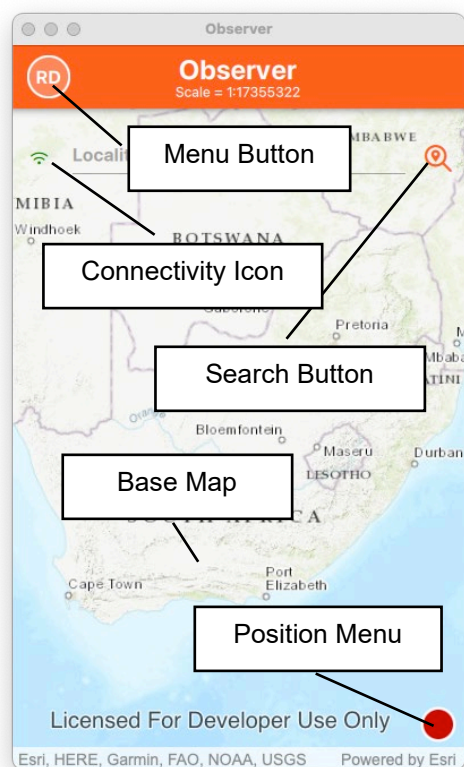 Observer
RD
Observer
Scale = 1:17355322
MBABWE
Menu Button
MIBIA
Windhoek
BOTSWANA
Connectivity Icon
Pretoria
Search Button
Bloemfontein
Maseru
Durban
LESOTHO
Base Map
Cape Town
Port
Elizabeth
Position Menu
Licensed For Developer Use Only
Esri, HERE, Garmin, FAO, NOAA, USGS Powered by Esri